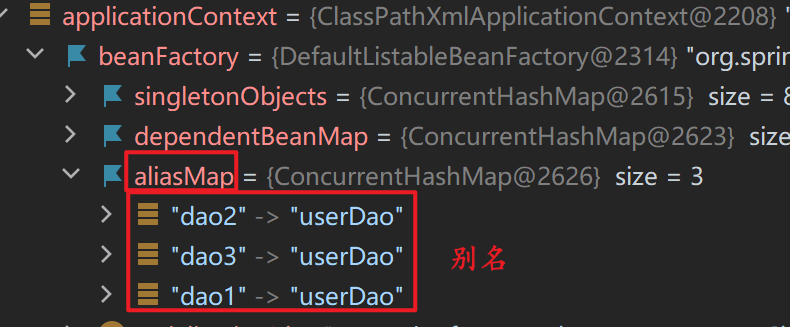 applicationContext = {ClassPathXmlApplicationContext@2208} "
beanFactory = {DefaultListableBeanFactory@2314} "org.sprin
singletonObjects = {ConcurrentHashMap@2615} size = 8
dependentBeanMap = {ConcurrentHashMap@2623} size
aliasMap = {ConcurrentHashMap@2626} size = 3
"dao2" -> "userDao"
"dao3" -> "userDao"
别名
"dao1" -> "userDao"